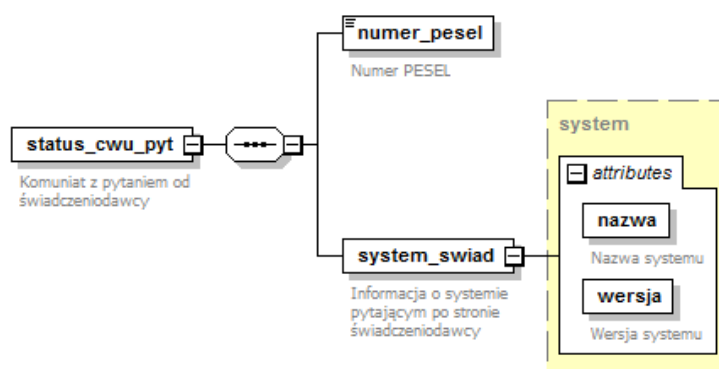 numer_pesel
Numer PESEL
status_cwu_pyt
Komuniat z pytaniem od
świadczeniodawcy
system
attributes
nazwa
Nazwa systemu
wersja
Wersja systemu
system_swiad
Informacja o systemie
pytającym po stronie
świadczeniodawcy